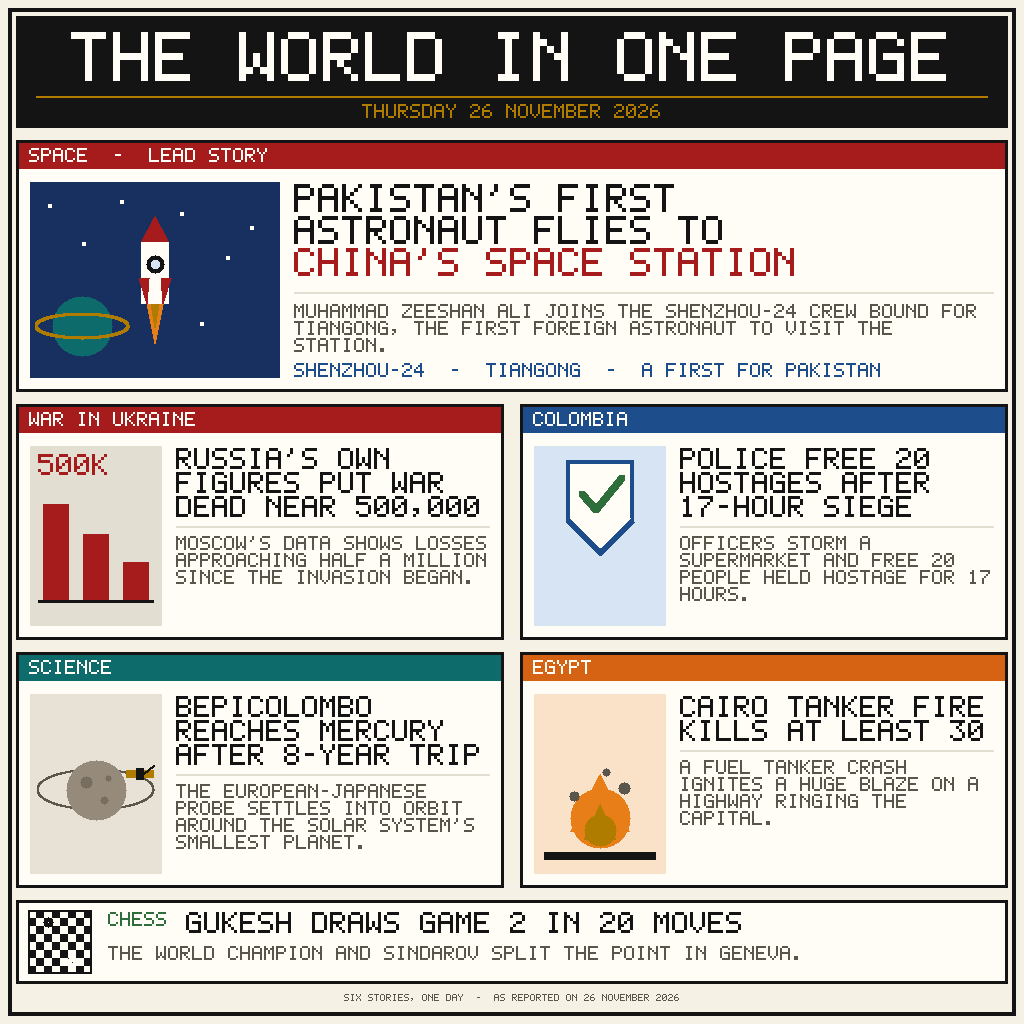 THE WORLD IN ONE PAGE
THURSDAY 26 NOVEMBER 2026
SPACE - LEAD STORY
PAKISTAN'S FIRST
ASTRONAUT FLIES TO
CHINA'S SPACE STATION
MUHAMMAD ZEESHAN ALI JOINS THE SHENZHOU-24 CREW BOUND FOR
TIANGONG, THE FIRST FOREIGN ASTRONAUT TO VISIT THE
STATION.
SHENZHOU-24 - TIANGONG - A FIRST FOR PAKISTAN
WAR IN UKRAINE
500K
RUSSIA'S OWN
FIGURES PUT WAR
DEAD NEAR 500,000
MOSCOW'S DATA SHOWS LOSSES
APPROACHING HALF A MILLION
SINCE THE INVASION BEGAN.
COLOMBIA
POLICE FREE 20
HOSTAGES AFTER
17-HOUR SIEGE
OFFICERS STORM A
SUPERMARKET AND FREE 20
PEOPLE HELD HOSTAGE FOR 17
HOURS.
SCIENCE
BEPICOLOMBO
REACHES MERCURY
AFTER 8-YEAR TRIP
THE EUROPEAN-JAPANESE
PROBE SETTLES INTO ORBIT
AROUND THE SOLAR SYSTEM'S
SMALLEST PLANET.
EGYPT
CAIRO TANKER FIRE
KILLS AT LEAST 30
A FUEL TANKER CRASH
IGNITES A HUGE BLAZE ON A
HIGHWAY RINGING THE
CAPITAL.
CHESS GUKESH DRAWS GAME 2 IN 20 MOVES
THE WORLD CHAMPION AND SINDAROV SPLIT THE POINT IN GENEVA.
SIX STORIES, ONE DAY - AS REPORTED ON 26 NOVEMBER 2026